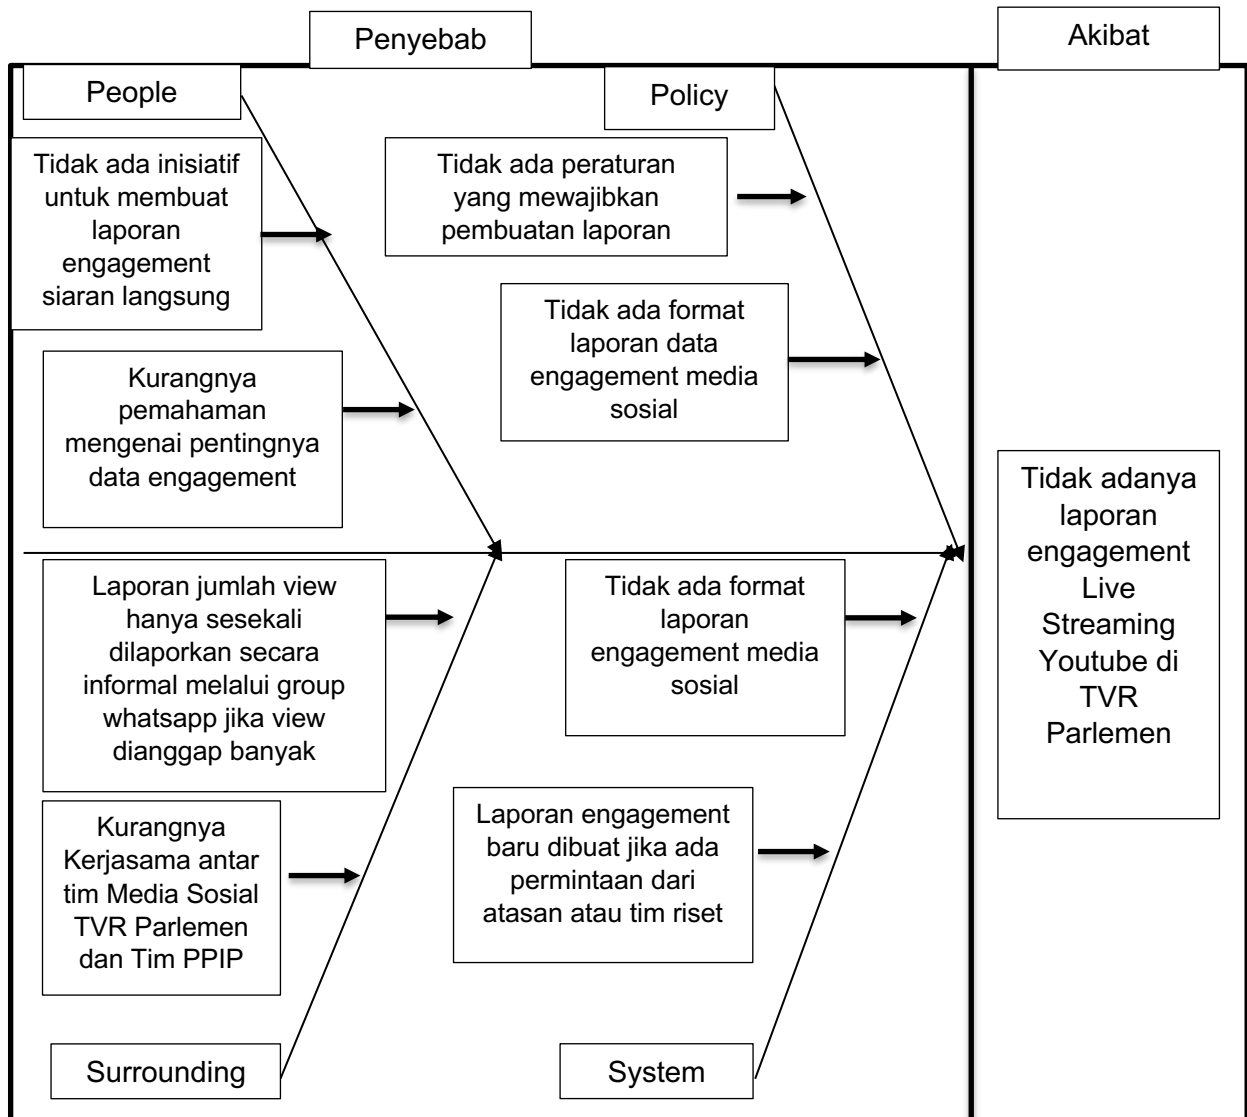 Penyebab
Akibat
People
Policy
Tidak ada inisiatif
untuk membuat
laporan
engagement
siaran langsung
Tidak ada peraturan
yang mewajibkan
pembuatan laporan
Tidak ada format
laporan data
engagement media
sosial
Kurangnya
pemahaman
mengenai pentingnya
data engagement
Laporan jumlah view
hanya sesekali
dilaporkan secara
informal melalui group
whatsapp jika view
dianggap banyak
Tidak ada format
laporan
engagement media
sosial
Kurangnya
Kerjasama antar
tim Media Sosial
TVR Parlemen
dan Tim PPIP
Laporan engagement
baru dibuat jika ada
permintaan dari
atasan atau tim riset
Surrounding
System
Tidak adanya
laporan
engagement
Live
Streaming
Youtube di
TVR
Parlemen